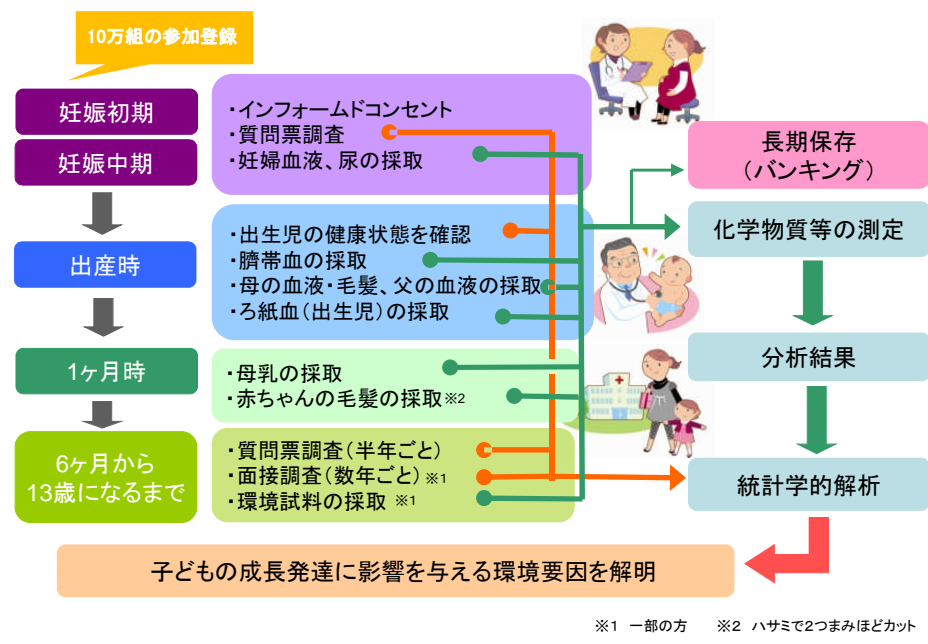 10万組の参加登録
妊娠初期
妊娠中期
出産時
1ヶ月時
6ヶ月から
13歳になるまで
・インフォームドコンセント
・質問票調査
・妊婦血液、尿の採取
・出生児の健康状態を確認
・臍帯血の採取
・母の血液・毛髪、父の血液の採取
・ろ紙血(出生児)の採取
・母乳の採取
・赤ちゃんの毛髪の採取※2
・質問票調査(半年ごと)
・面接調査(数年ごと)※1
・環境試料の採取 ※1
長期保存
(バンキング)
化学物質等の測定
分析結果
統計学的解析
子どもの成長発達に影響を与える環境要因を解明
※1 一部の方 ※2 ハサミで2つまみほどカット